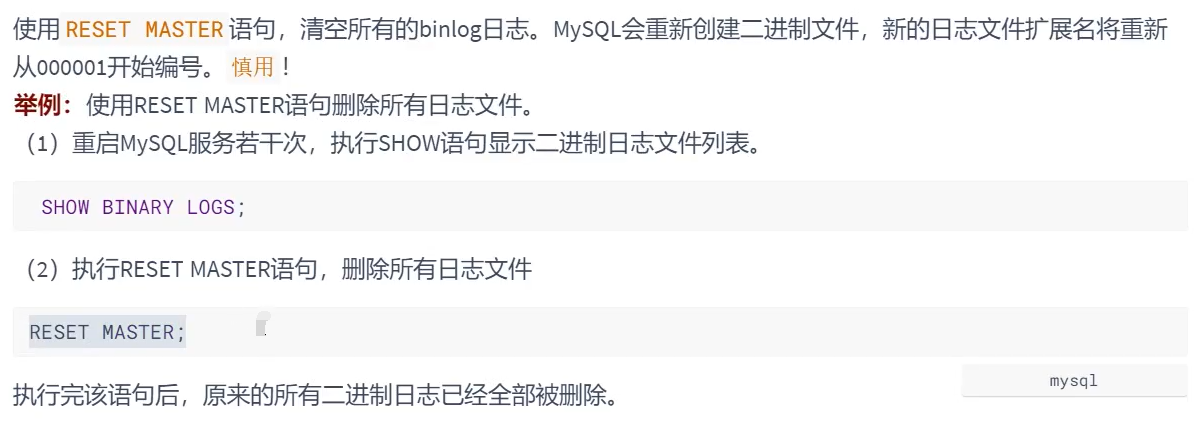 使用RESET MASTER语句，清空所有的binlog日志。MySQL会重新创建二进制文件，新的日志文件扩展名将重新
从000001开始编号。慎用！
举例：使用RESET MASTER语句删除所有日志文件。
（1）重启MySQL服务若干次，执行SHOW语句显示二进制日志文件列表。
SHOW BINARY LOGS;
（2）执行RESET MASTER语句，删除所有日志文件
RESET MASTER;
mysql
执行完该语句后，原来的所有二进制日志已经全部被删除。